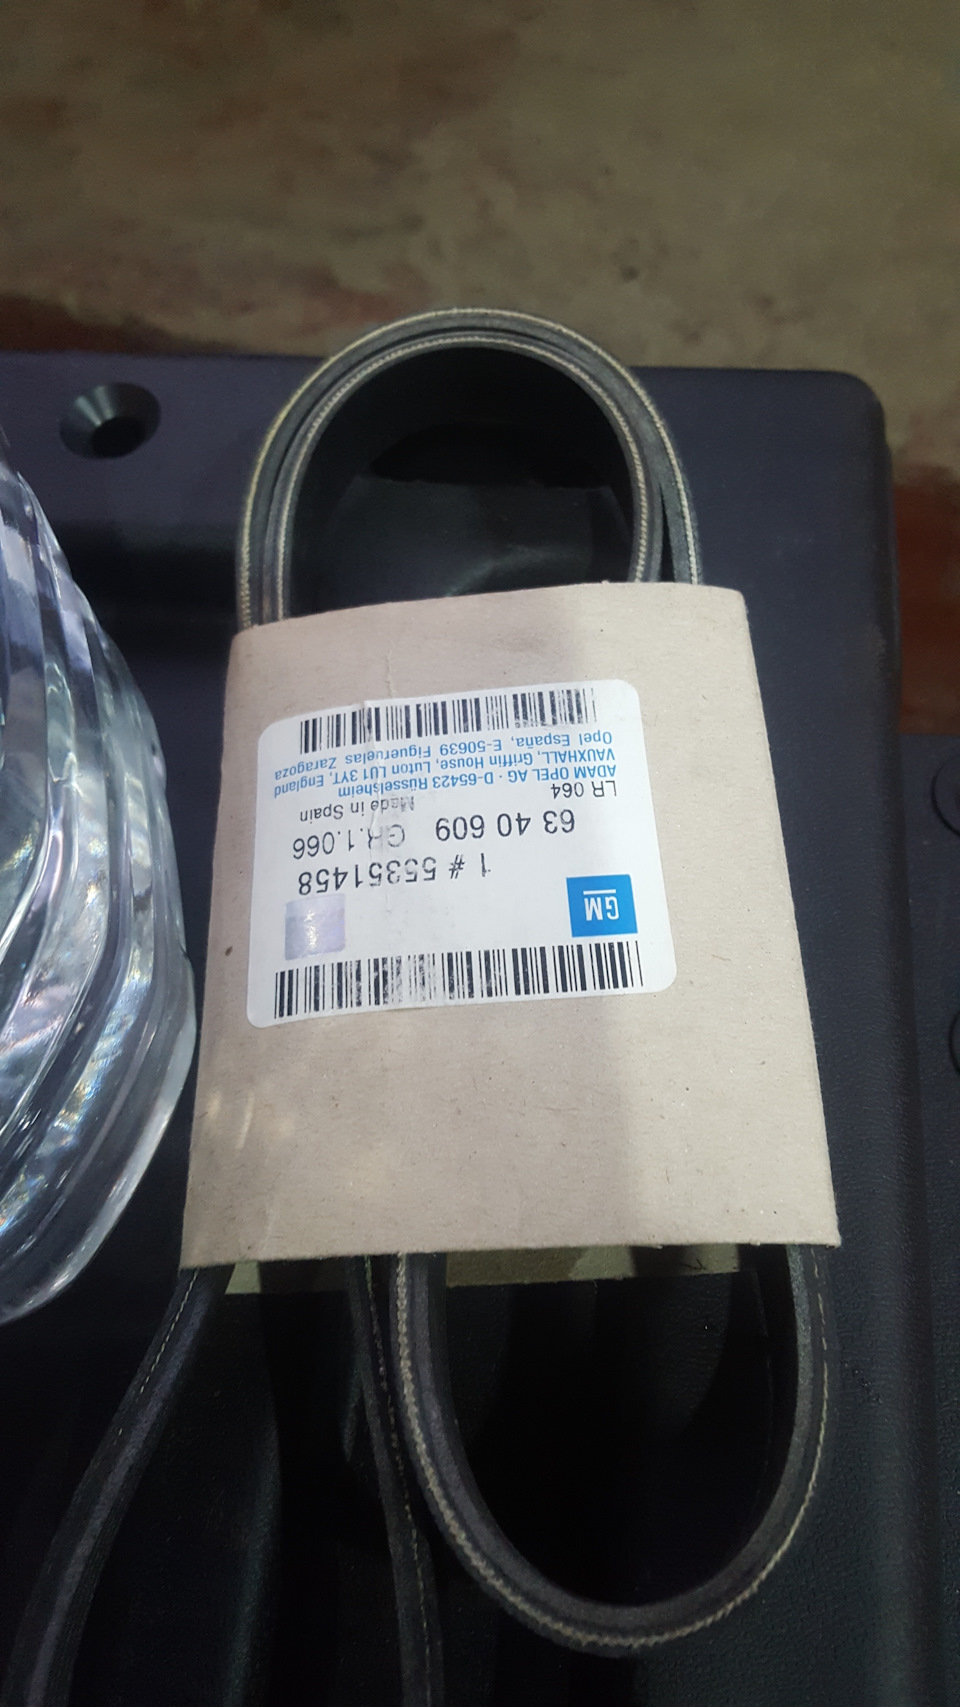 GM
1 # 55351458
63 40 609 GR.1.066
LR 064 Made in Spain
ADAM OPEL AG · D-65423 Rüsselsheim
VAUXHALL, Griffin House, Luton LU1 3YT, England
Opel España, E-50639 Figueruelas Zaragoza